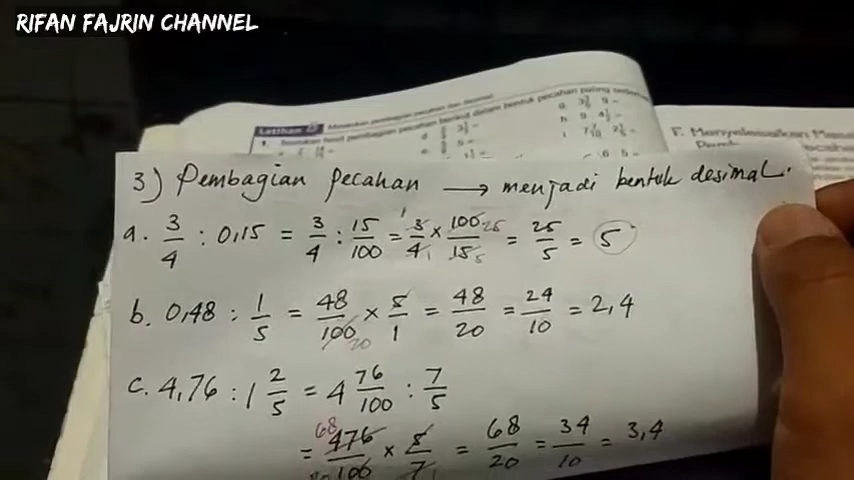 RIFAN FAJRIN CHANNEL
Latihan
3) Pembagian pecahan → menjadi bentuk desimal.
a. 3/4 : 0,15 = 3/4 : 15/100 = 3/4 × 100/15 = 25/5 = 5
b. 0,48 : 1/5 = 48/100 × 5/1 = 48/20 = 24/10 = 2,4
c. 4,76 : 1 2/5 = 4 76/100 : 7/5
= 476/100 × 5/7 = 68/20 = 34/10 = 3,4